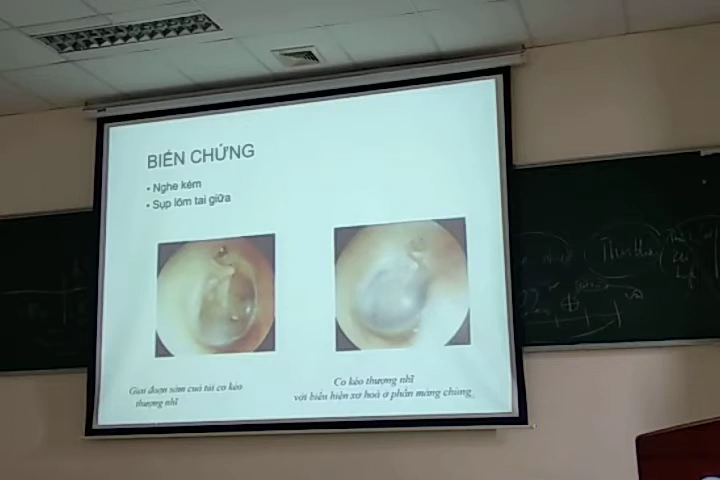 BIẾN CHỨNG
• Nghe kém
• Sụp lõm tai giữa
Giai đoạn sớm của túi co kéo
thượng nhĩ
Co kéo thượng nhĩ
với biểu hiện xơ hoá ở phần màng chùng